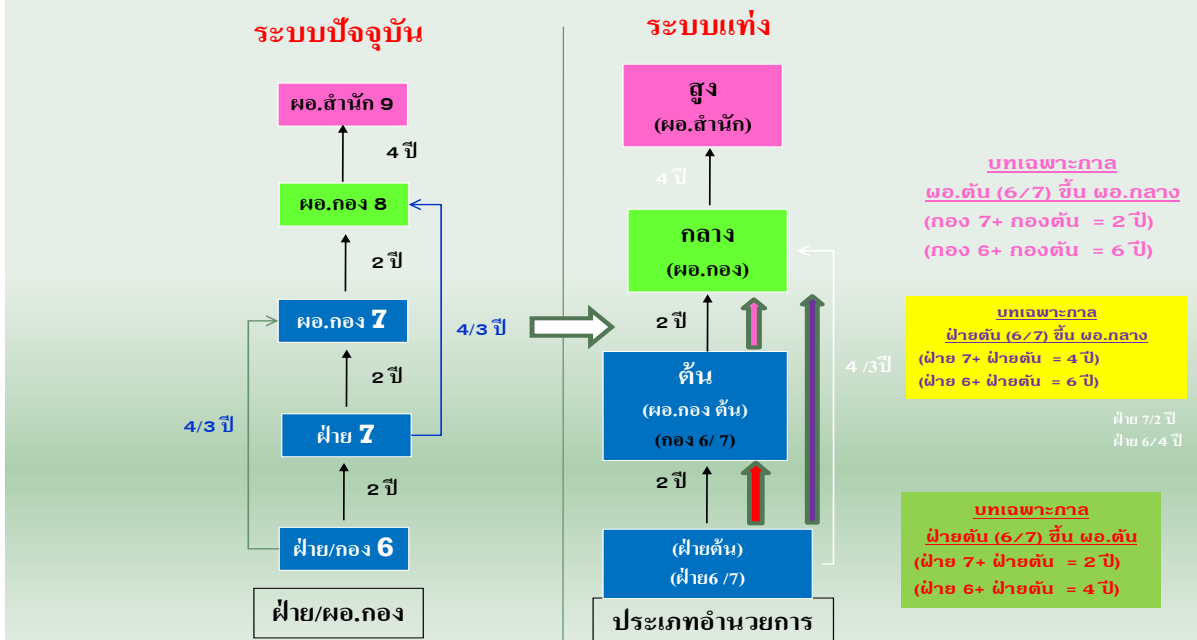 ระบบปัจจุบัน
ผอ.สำนัก 9
4 ปี
ผอ.กอง 8
2 ปี
ผอ.กอง 7
4/3 ปี
2 ปี
4/3 ปี
ฝ่าย 7
2 ปี
ฝ่าย/กอง 6
ฝ่าย/ผอ.กอง
ระบบแท่ง
สูง
(ผอ.สำนัก)
4 ปี
กลาง
(ผอ.กอง)
2 ปี
4 /3ปี
ต้น
(ผอ.กอง ต้น)
(กอง 6/ 7)
2 ปี
(ฝ่ายต้น)
(ฝ่าย6 /7)
ประเภทอำนวยการ
บทเฉพาะกาล
ผอ.ต้น (6/7) ขึ้น ผอ.กลาง
(กอง 7+ กองต้น = 2 ปี)
(กอง 6+ กองต้น = 6 ปี)
บทเฉพาะกาล
ฝ่ายต้น (6/7) ขึ้น ผอ.กลาง
(ฝ่าย 7+ ฝ่ายต้น = 4 ปี)
(ฝ่าย 6+ ฝ่ายต้น = 6 ปี)
ฝ่าย 7/2 ปี
ฝ่าย 6/4 ปี
บทเฉพาะกาล
ฝ่ายต้น (6/7) ขึ้น ผอ.ต้น
(ฝ่าย 7+ ฝ่ายต้น = 2 ปี)
(ฝ่าย 6+ ฝ่ายต้น = 4 ปี)